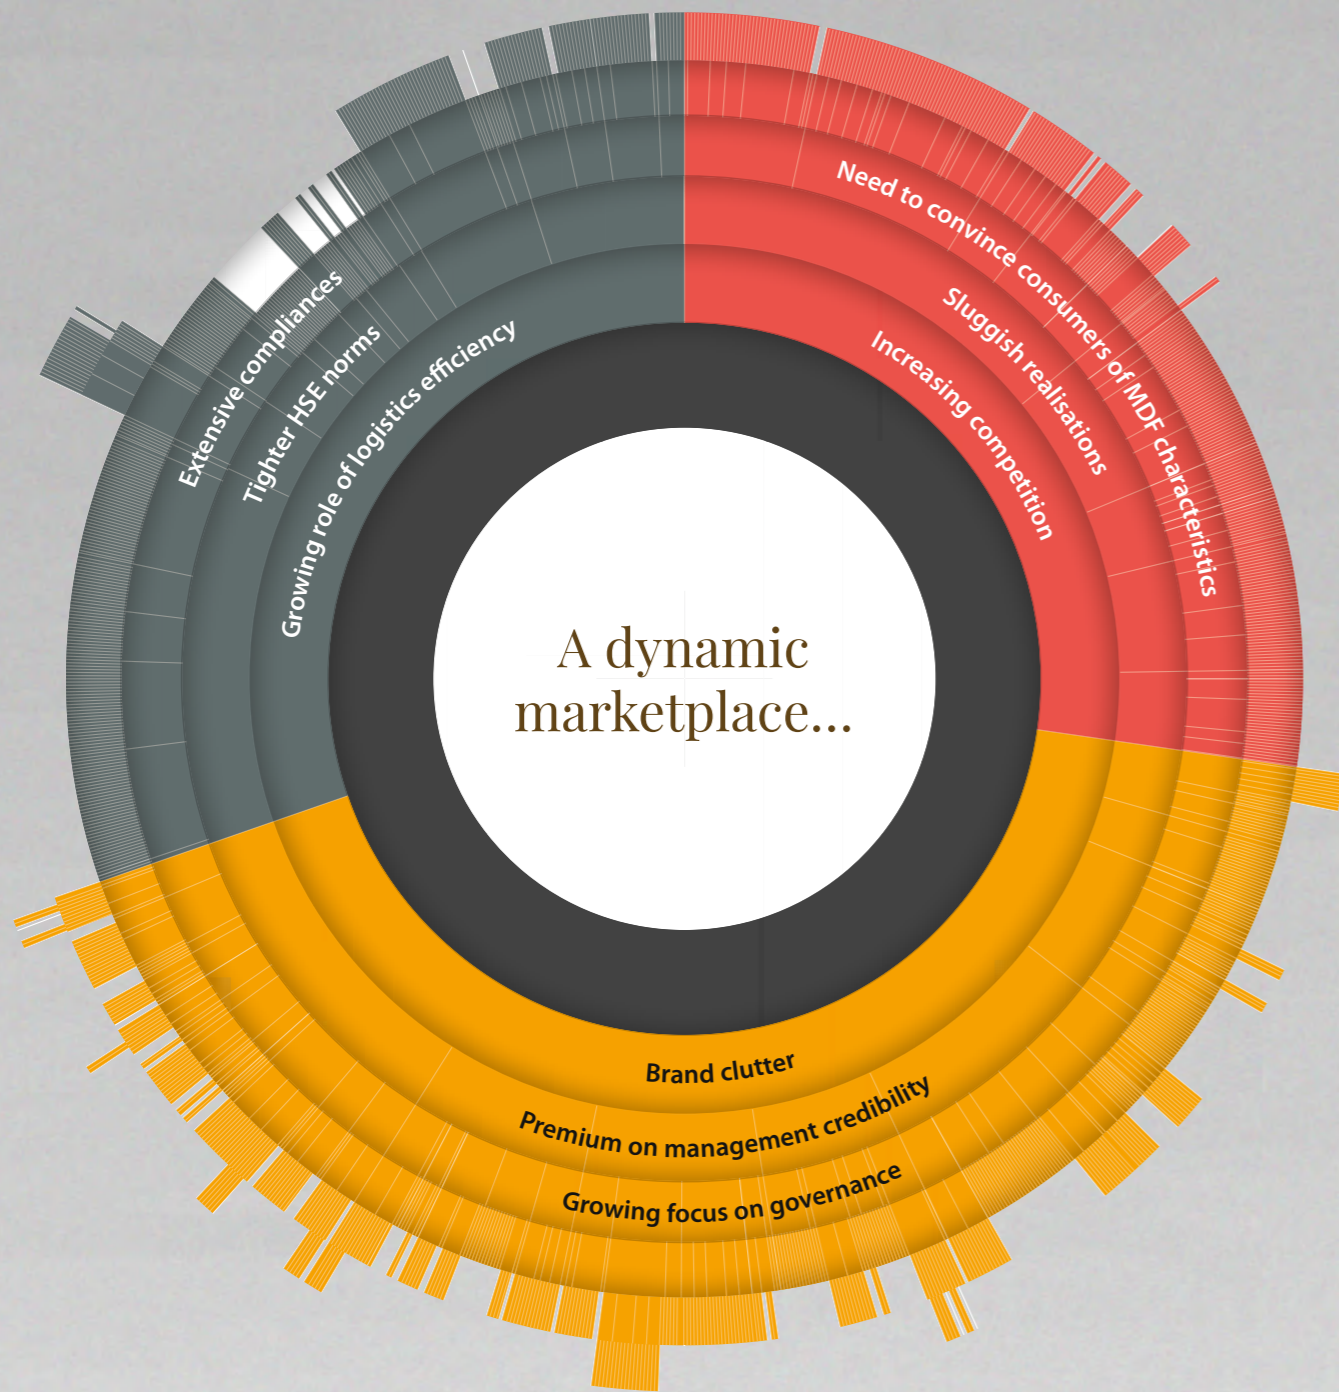 A dynamic
marketplace...
Need to convince consumers of MDF characteristics
Sluggish realisations
Increasing competition
Brand clutter
Premium on management credibility
Growing focus on governance
Extensive compliances
Tighter HSE norms
Growing role of logistics efficiency